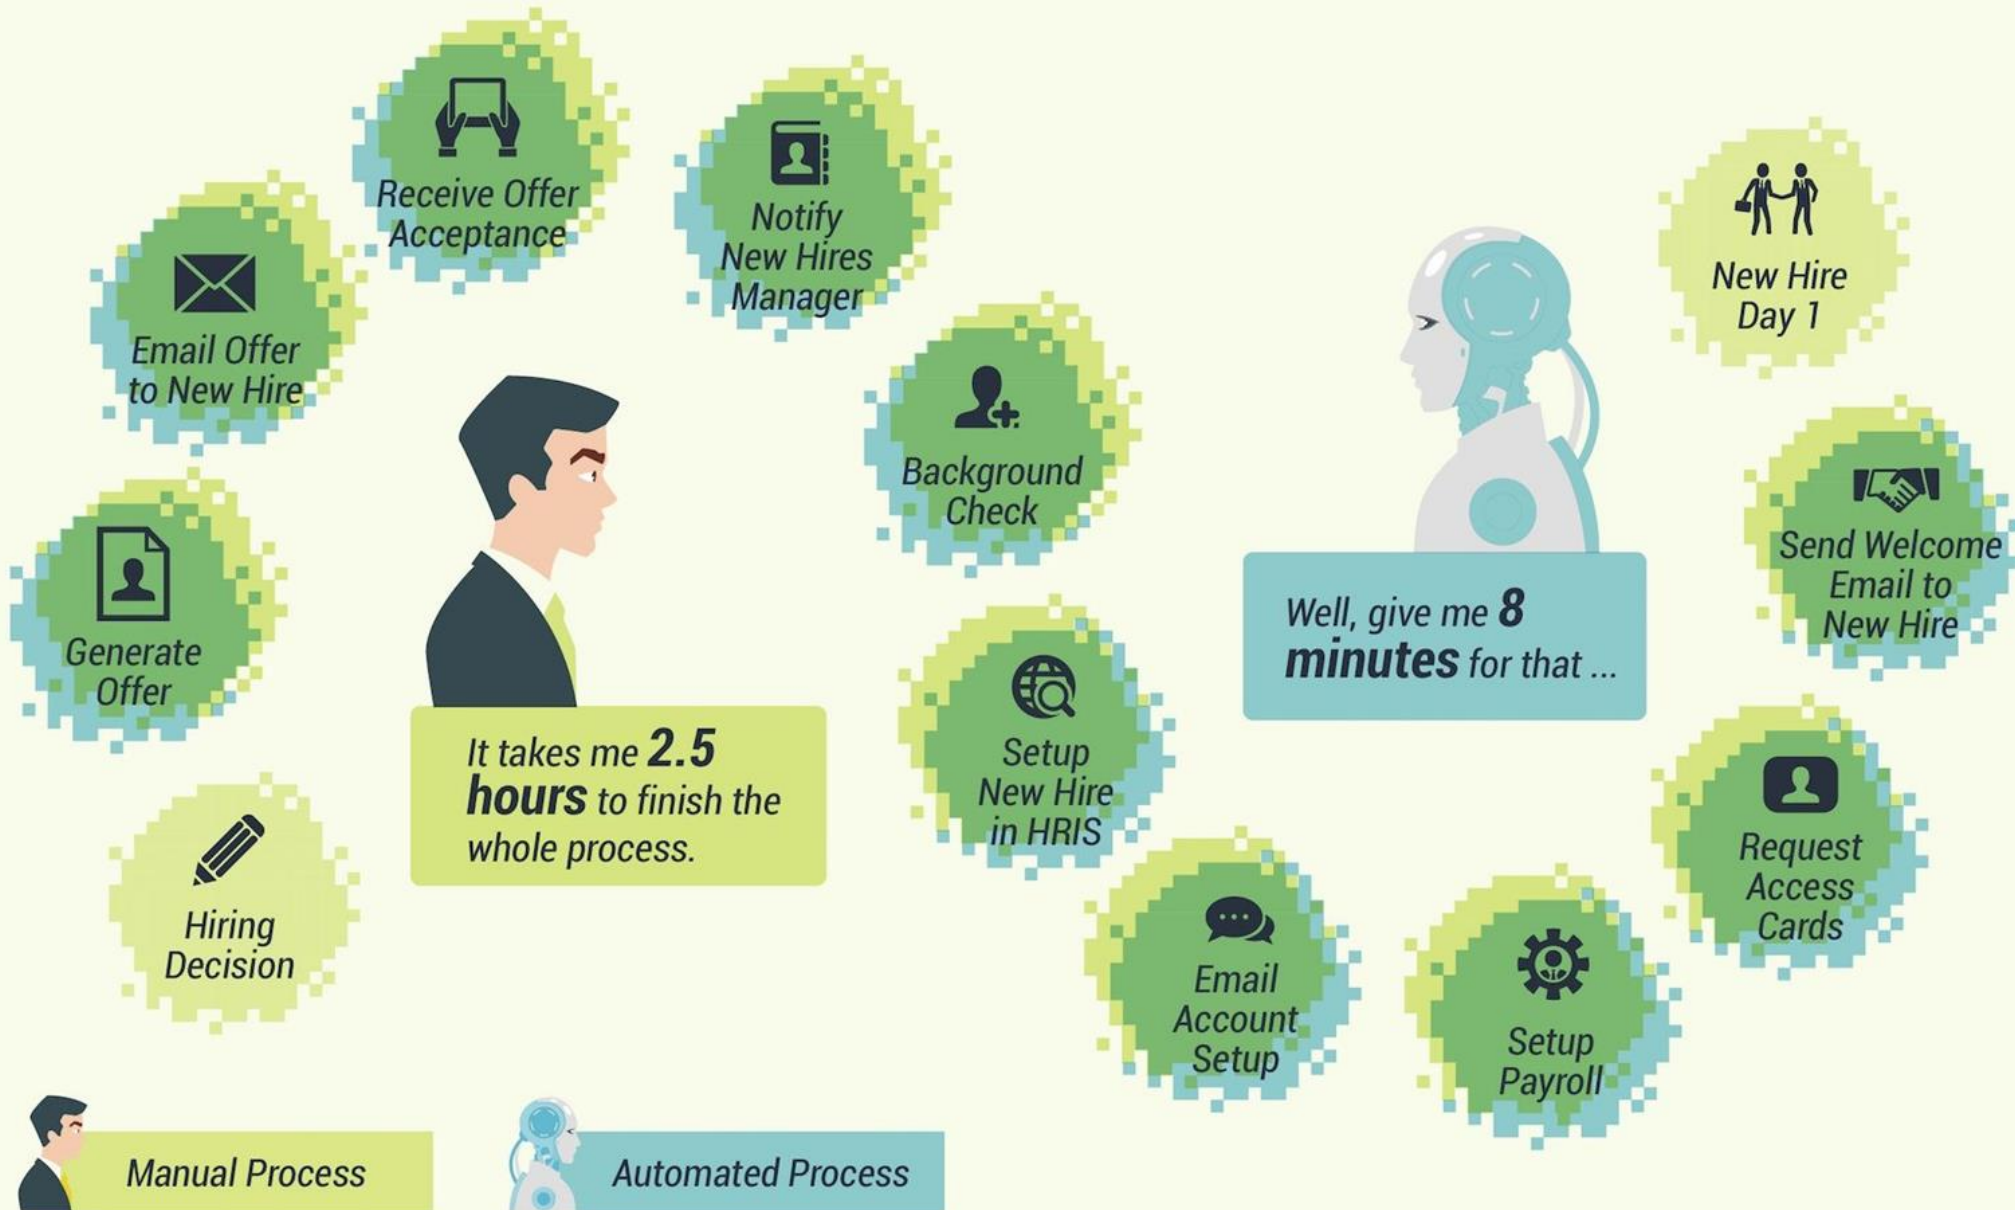 Hiring
Decision
Generate
Offer
Email Offer
to New Hire
Receive Offer
Acceptance
Notify
New Hires
Manager
Background
Check
Setup
New Hire
in HRIS
Email
Account
Setup
Setup
Payroll
Request
Access
Cards
Send Welcome
Email to
New Hire
New Hire
Day 1
It takes me 2.5
hours to finish the
whole process.
Well, give me 8
minutes for that ...
Manual Process
Automated Process